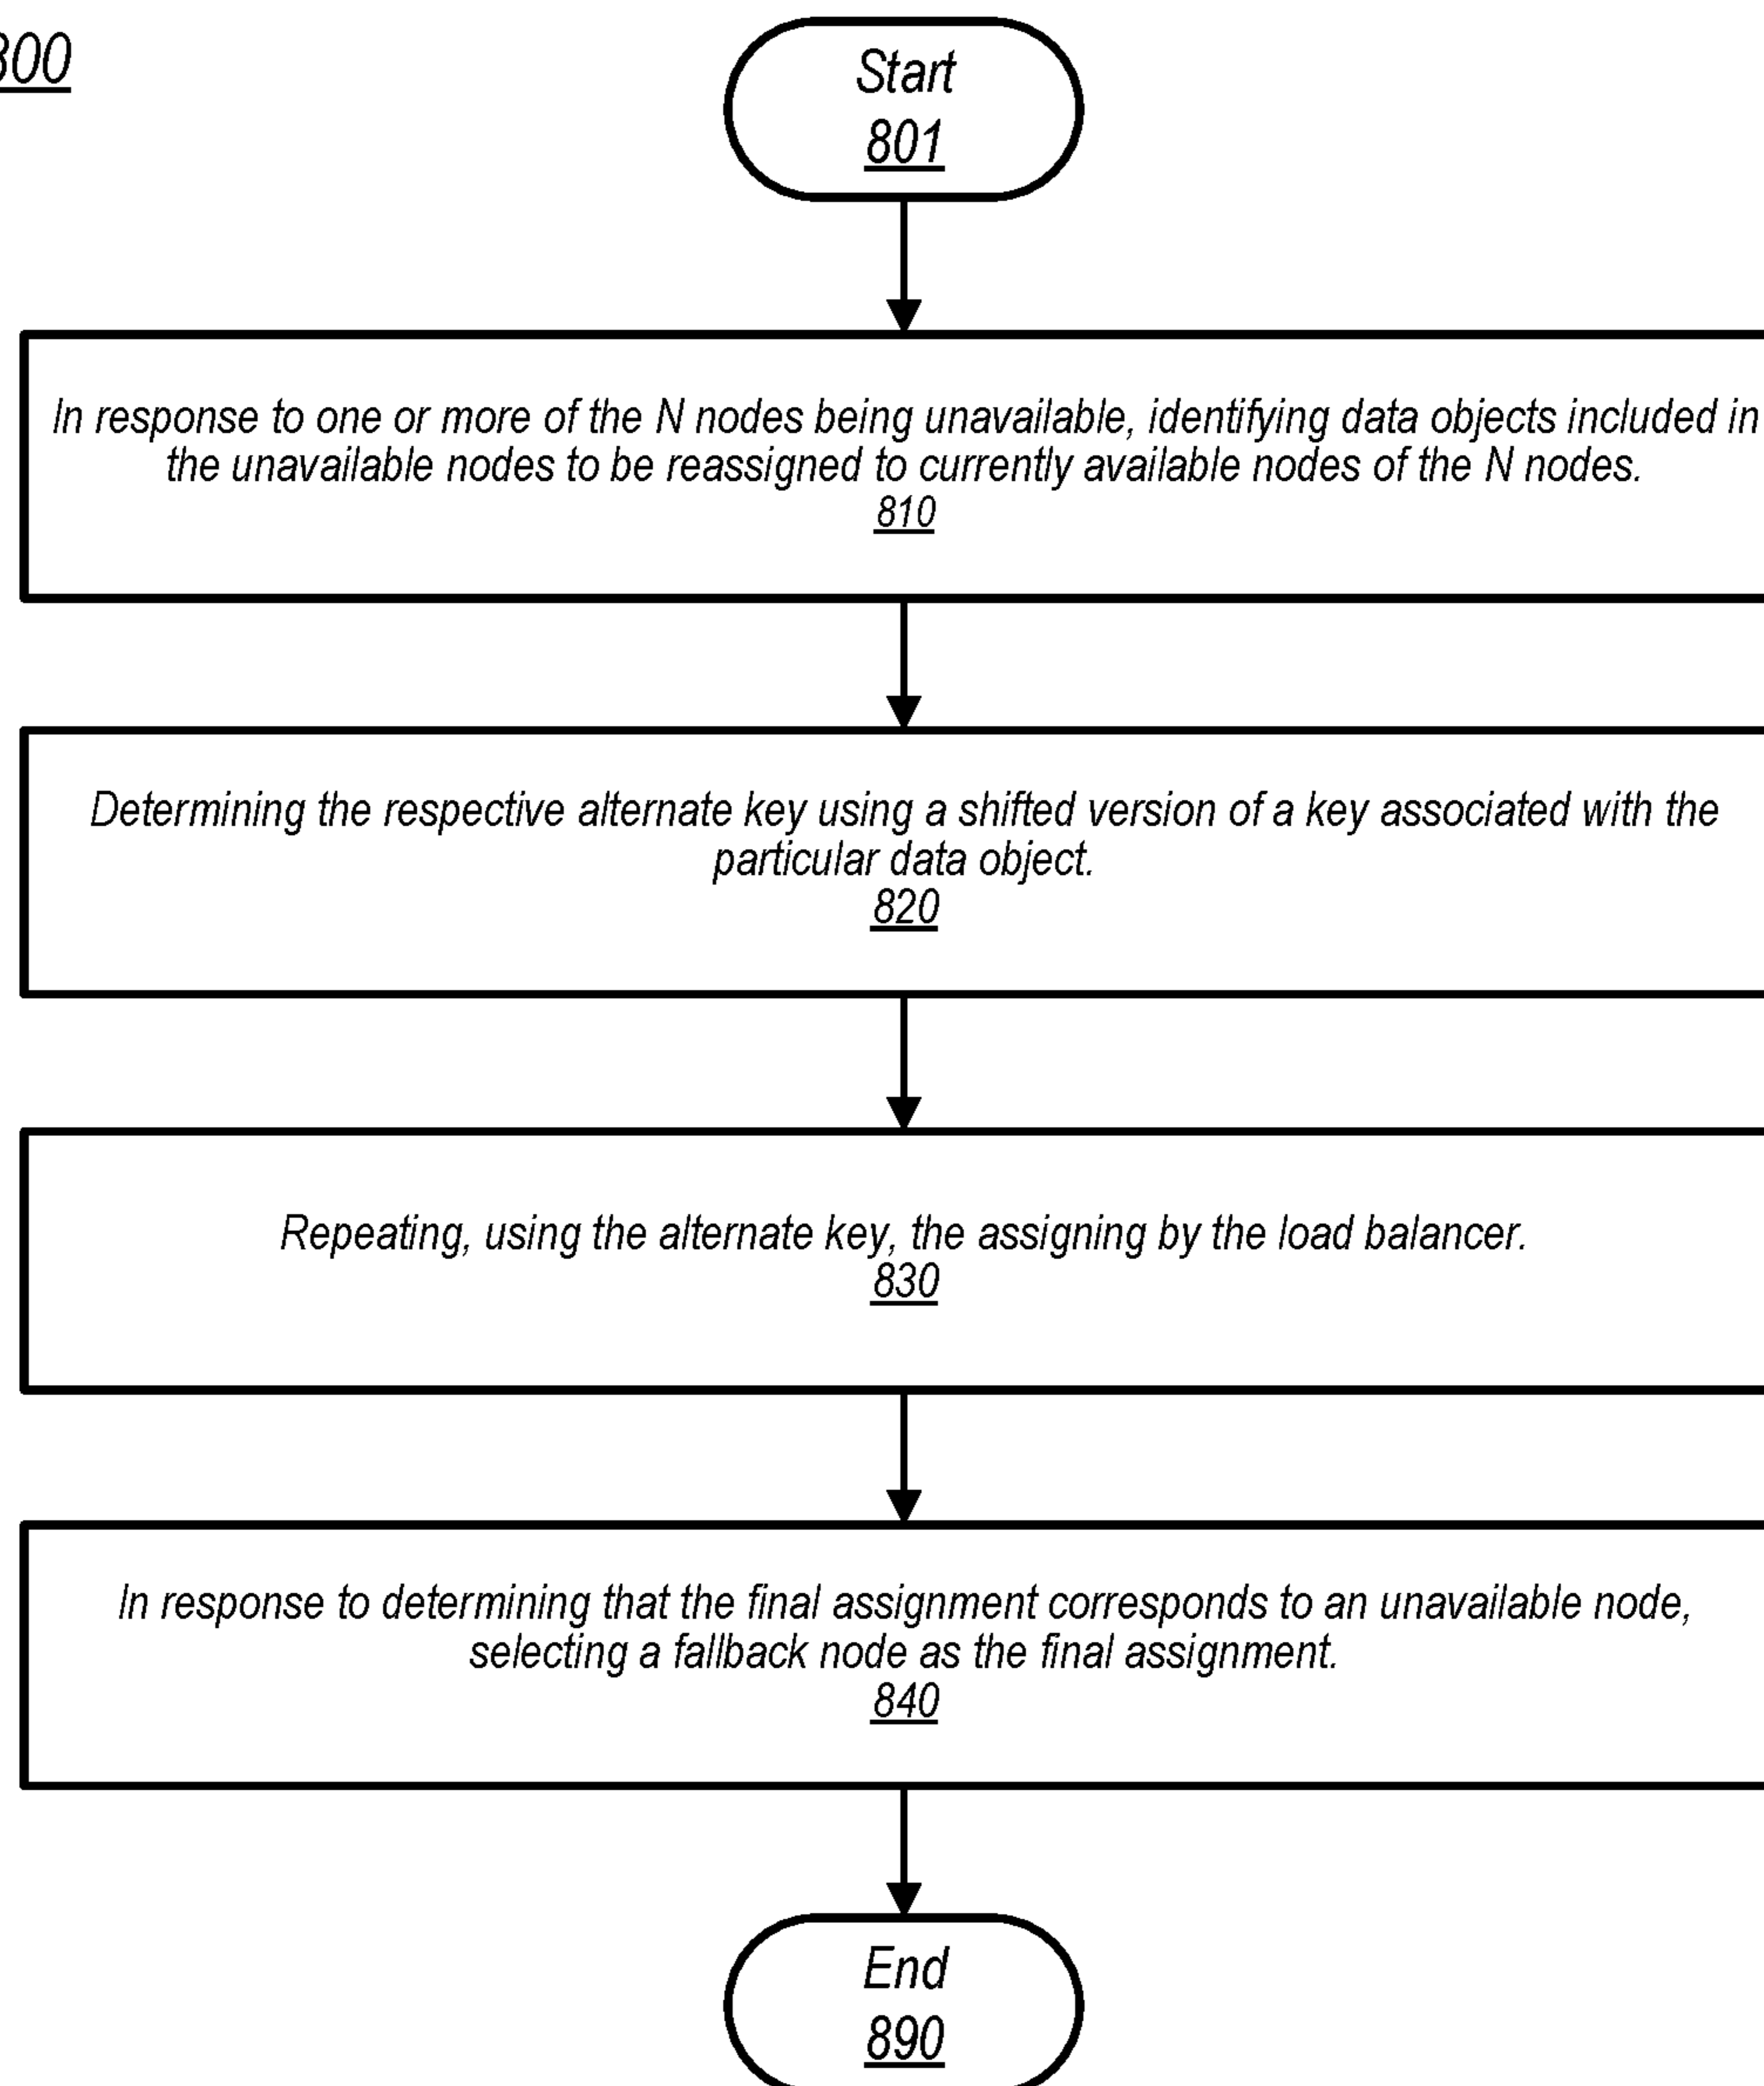 800
Start
801
In response to one or more of the N nodes being unavailable, identifying data objects included in
the unavailable nodes to be reassigned to currently available nodes of the N nodes.
810
Determining the respective alternate key using a shifted version of a key associated with the
particular data object.
820
Repeating, using the alternate key, the assigning by the load balancer.
830
In response to determining that the final assignment corresponds to an unavailable node,
selecting a fallback node as the final assignment.
840
End
890